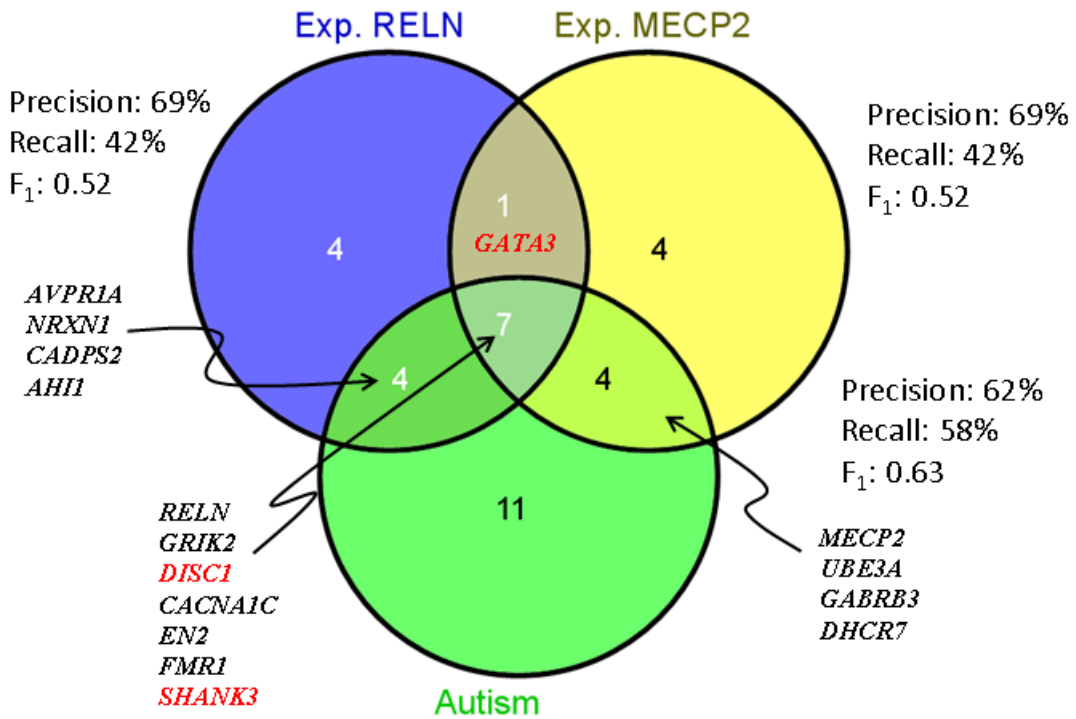 Exp. RELN
Exp. MECP2
Precision: 69%
Recall: 42%
F1: 0.52
Precision: 69%
Recall: 42%
F1: 0.52
1
GATA3
4
4
AVPR1A
NRXN1
CADPS2
AHI1
7
4
4
Precision: 62%
Recall: 58%
F1: 0.63
11
RELN
GRIK2
DISC1
CACNA1C
EN2
FMR1
SHANK3
MECP2
UBE3A
GABRB3
DHCR7
Autism